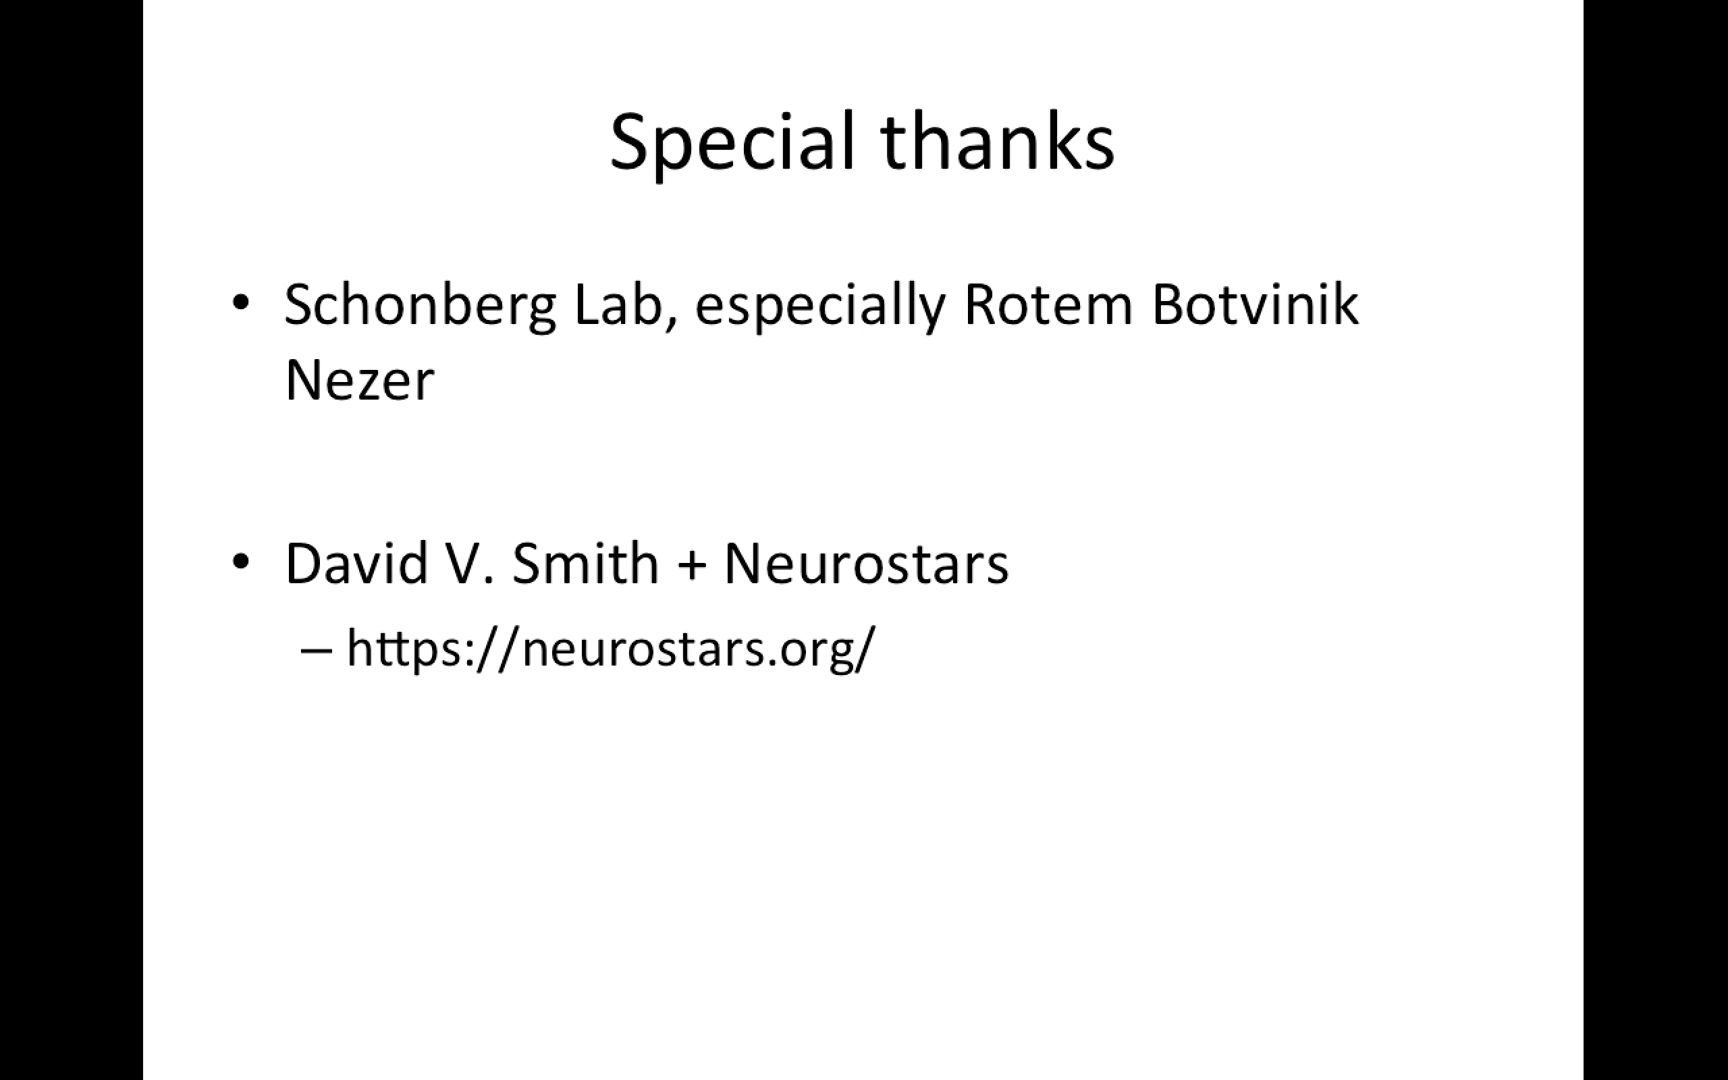 Special thanks
• Schonberg Lab, especially Rotem Botvinik
Nezer
• David V. Smith + Neurostars
– https://neurostars.org/